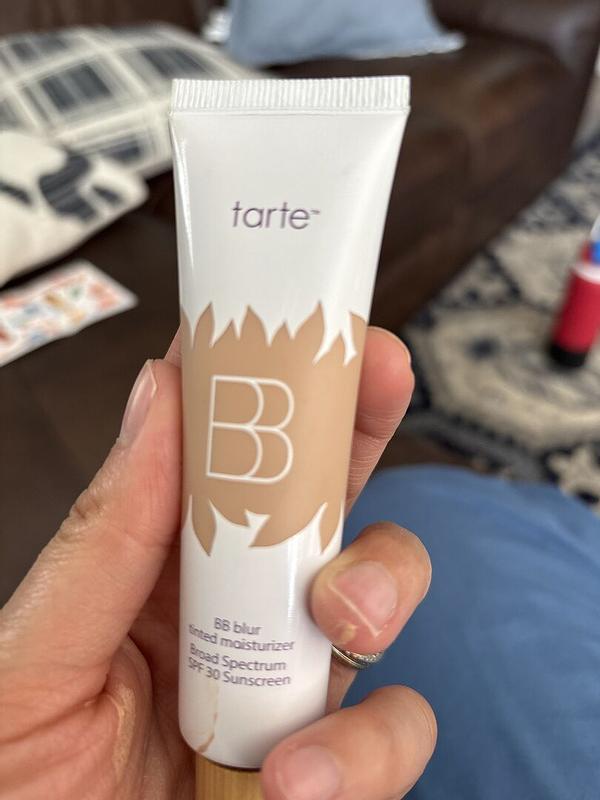 tarte™
BB
BB blur
tinted moisturizer
Broad Spectrum
SPF 30 Sunscreen